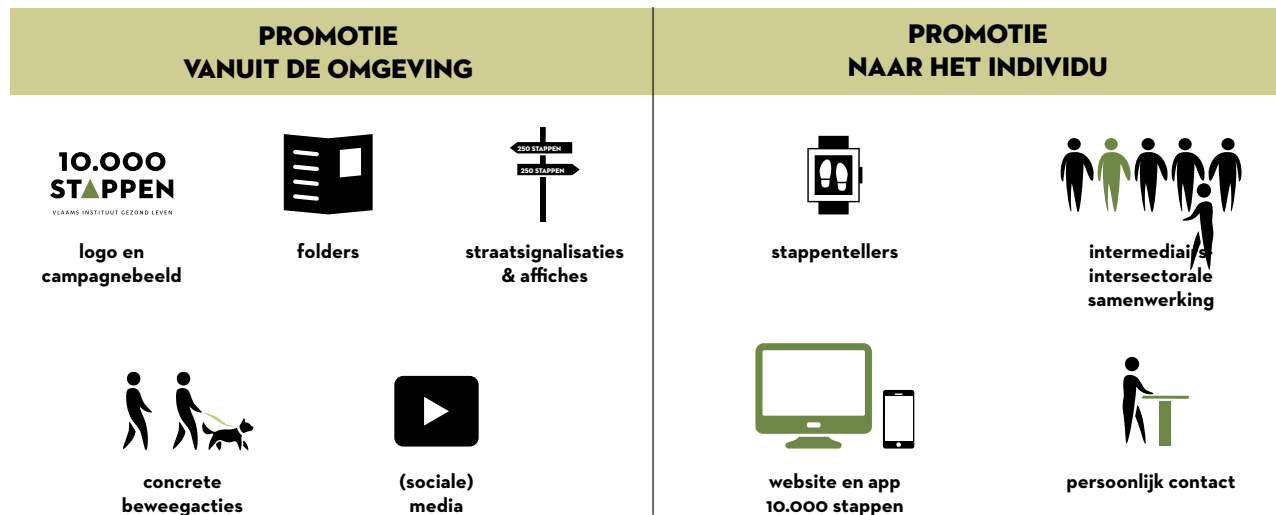 PROMOTIE
VANUIT DE OMGEVING
10.000
STAPPEN
VLAAMS INSTITUUT GEZOND LEVEN
logo en
campagnebeeld
folders
250 STAPPEN
250 STAPPEN
straatsignalisaties
& affiches
concrete
beweegacties
(sociale)
media
PROMOTIE
NAAR HET INDIVIDU
stappentellers
intermediairs-
intersectorale
samenwerking
website en app
10.000 stappen
persoonlijk contact